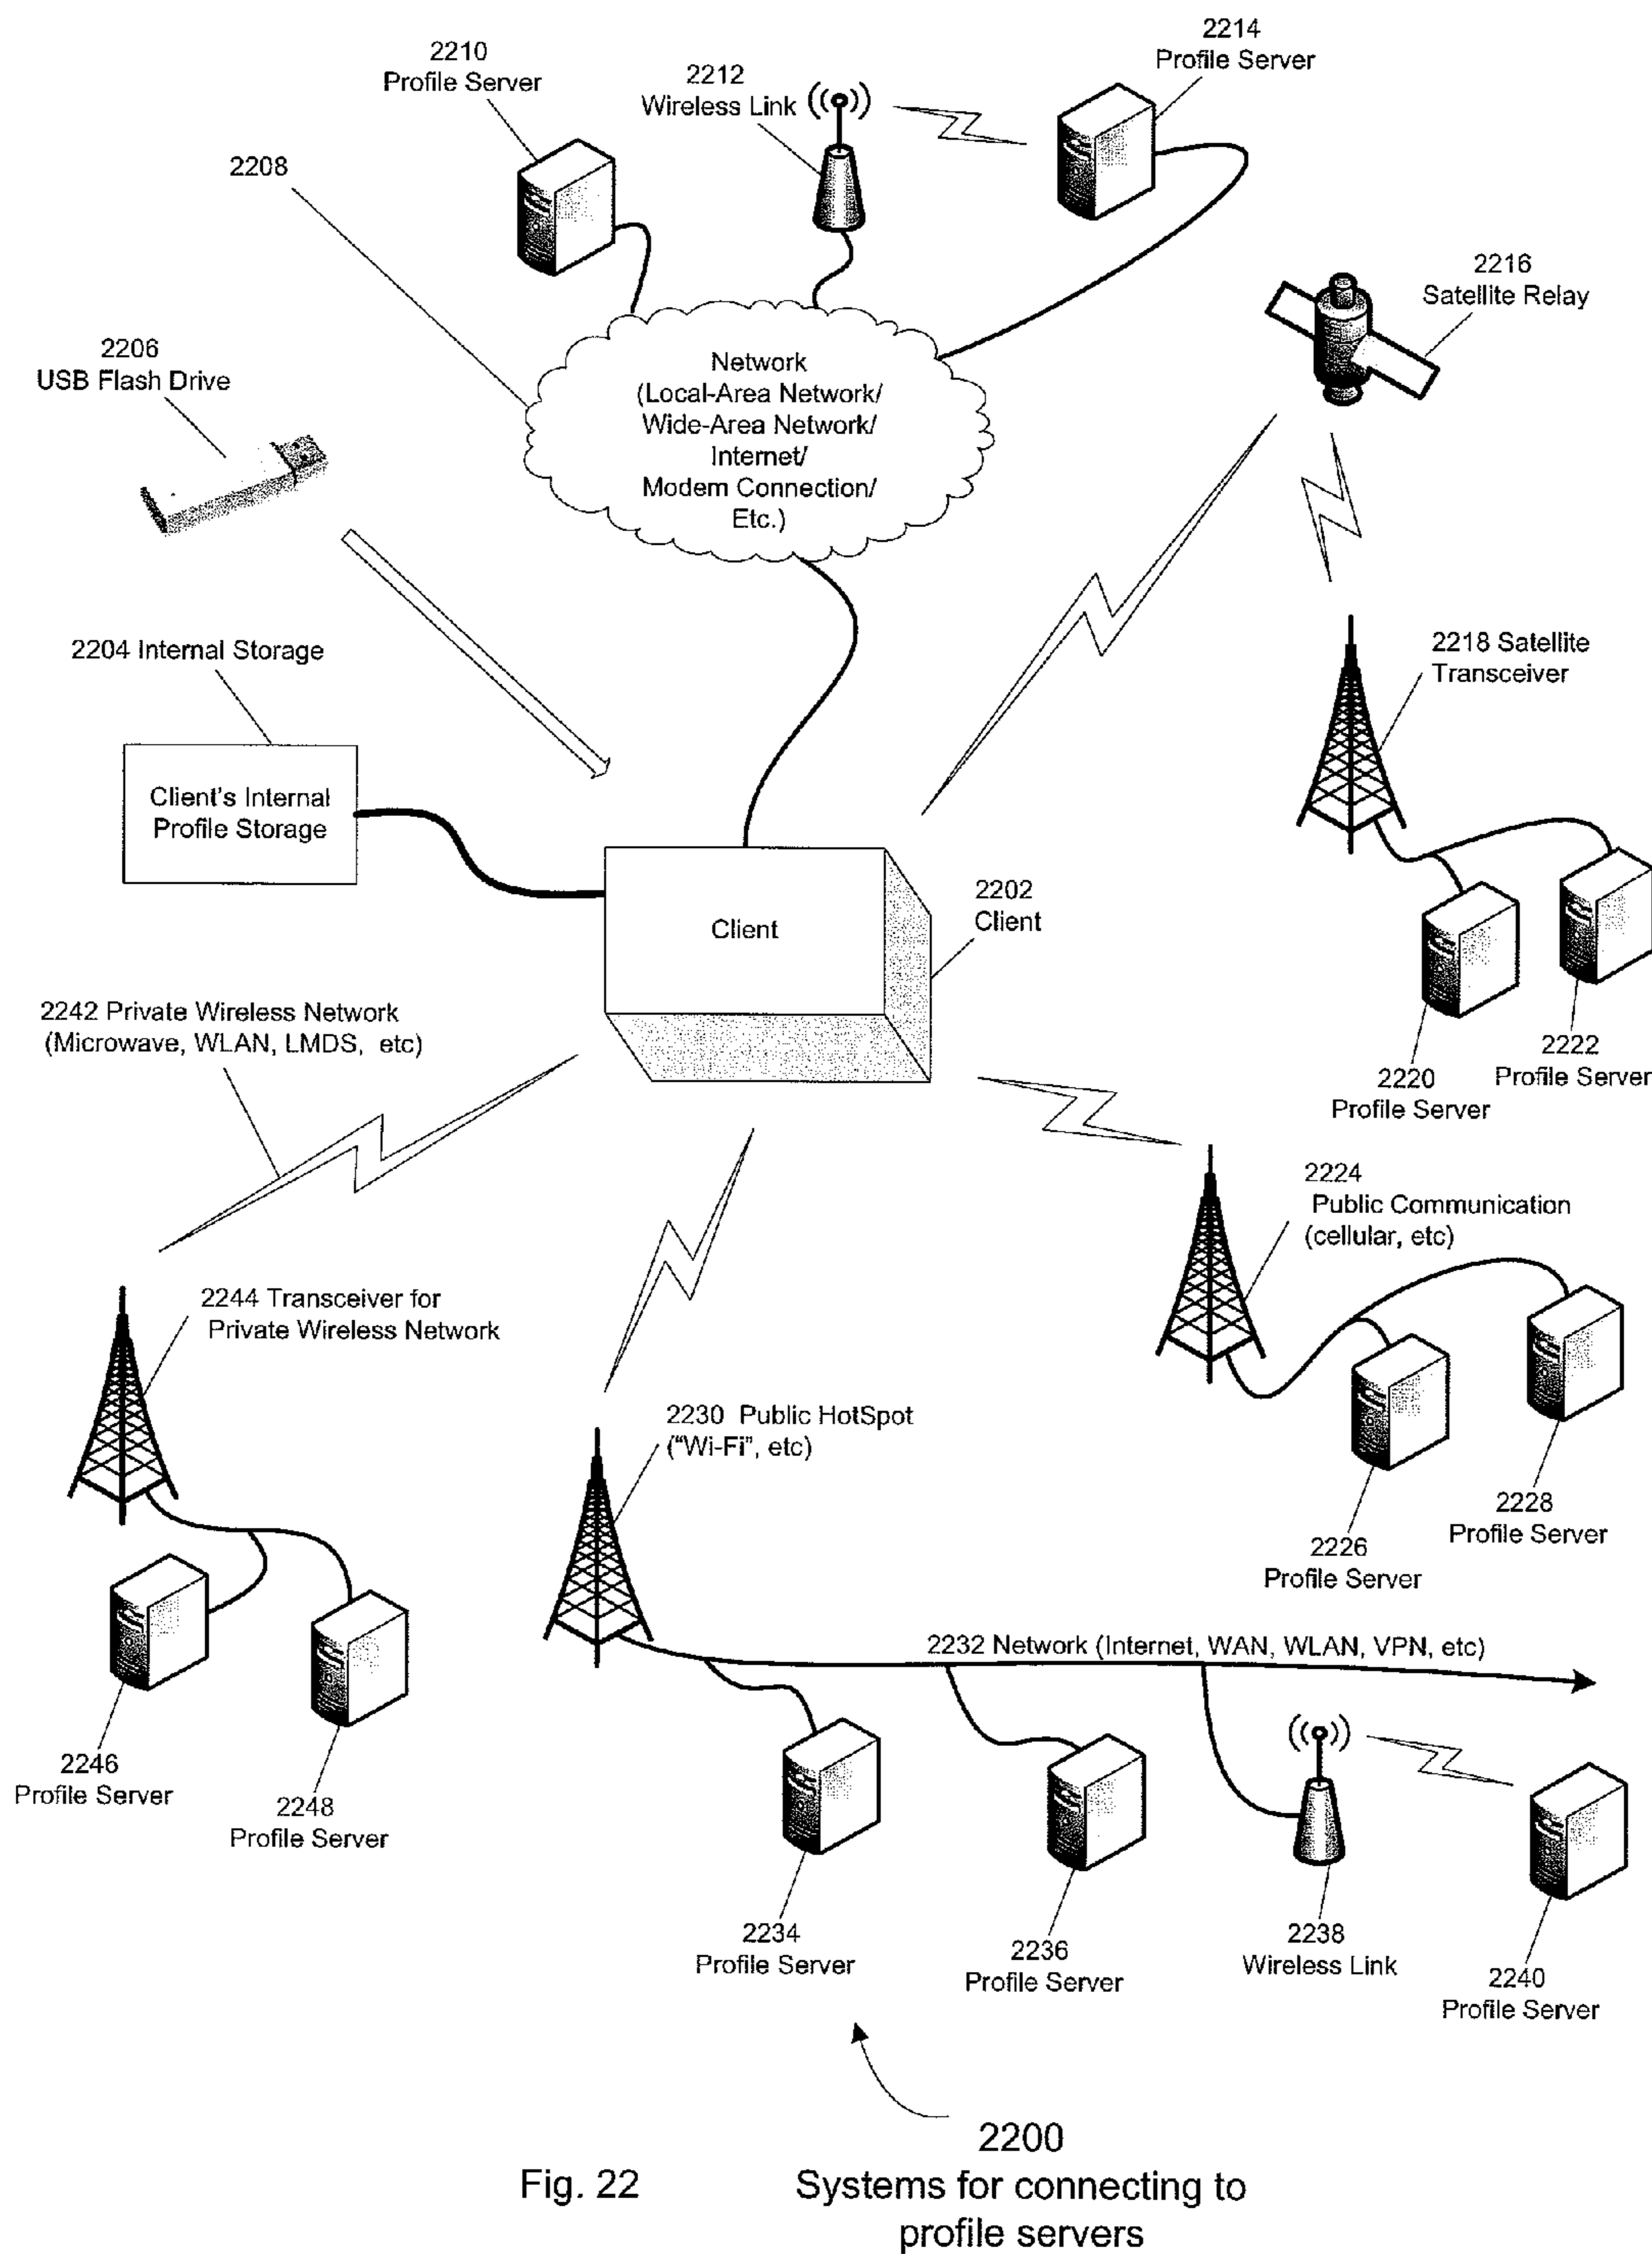 2210
Profile Server
2212
Wireless Link
2214
Profile Server
2208
2216
Satellite Relay
2206
USB Flash Drive
Network
(Local-Area Network/
Wide-Area Network/
Internet/
Modem Connection/
Etc.)
2204 Internal Storage
2218 Satellite
Transceiver
Client's Internal
Profile Storage
2202
Client
Client
2242 Private Wireless Network
(Microwave, WLAN, LMDS, etc)
2222
Profile Server
2220
Profile Server
2224
Public Communication
(cellular, etc)
2244 Transceiver for
Private Wireless Network
2230 Public HotSpot
("Wi-Fi", etc)
2228
Profile Server
2226
Profile Server
2232 Network (Internet, WAN, WLAN, VPN, etc)
2246
Profile Server
2248
Profile Server
2234
Profile Server
2236
Profile Server
2238
Wireless Link
2240
Profile Server
2200
Fig. 22
Systems for connecting to
profile servers